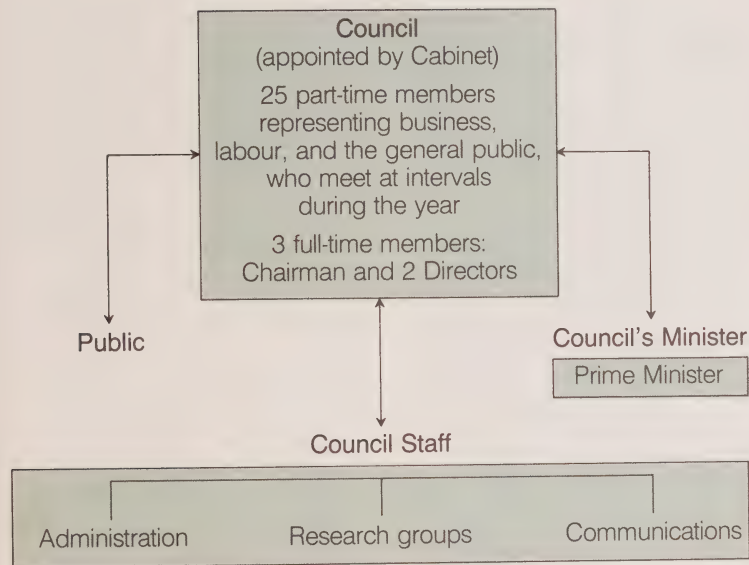 Council
(appointed by Cabinet)
25 part-time members
representing business,
labour, and the general public,
who meet at intervals
during the year
3 full-time members:
Chairman and 2 Directors
Public
Council's Minister
Prime Minister
Council Staff
Administration
Research groups
Communications